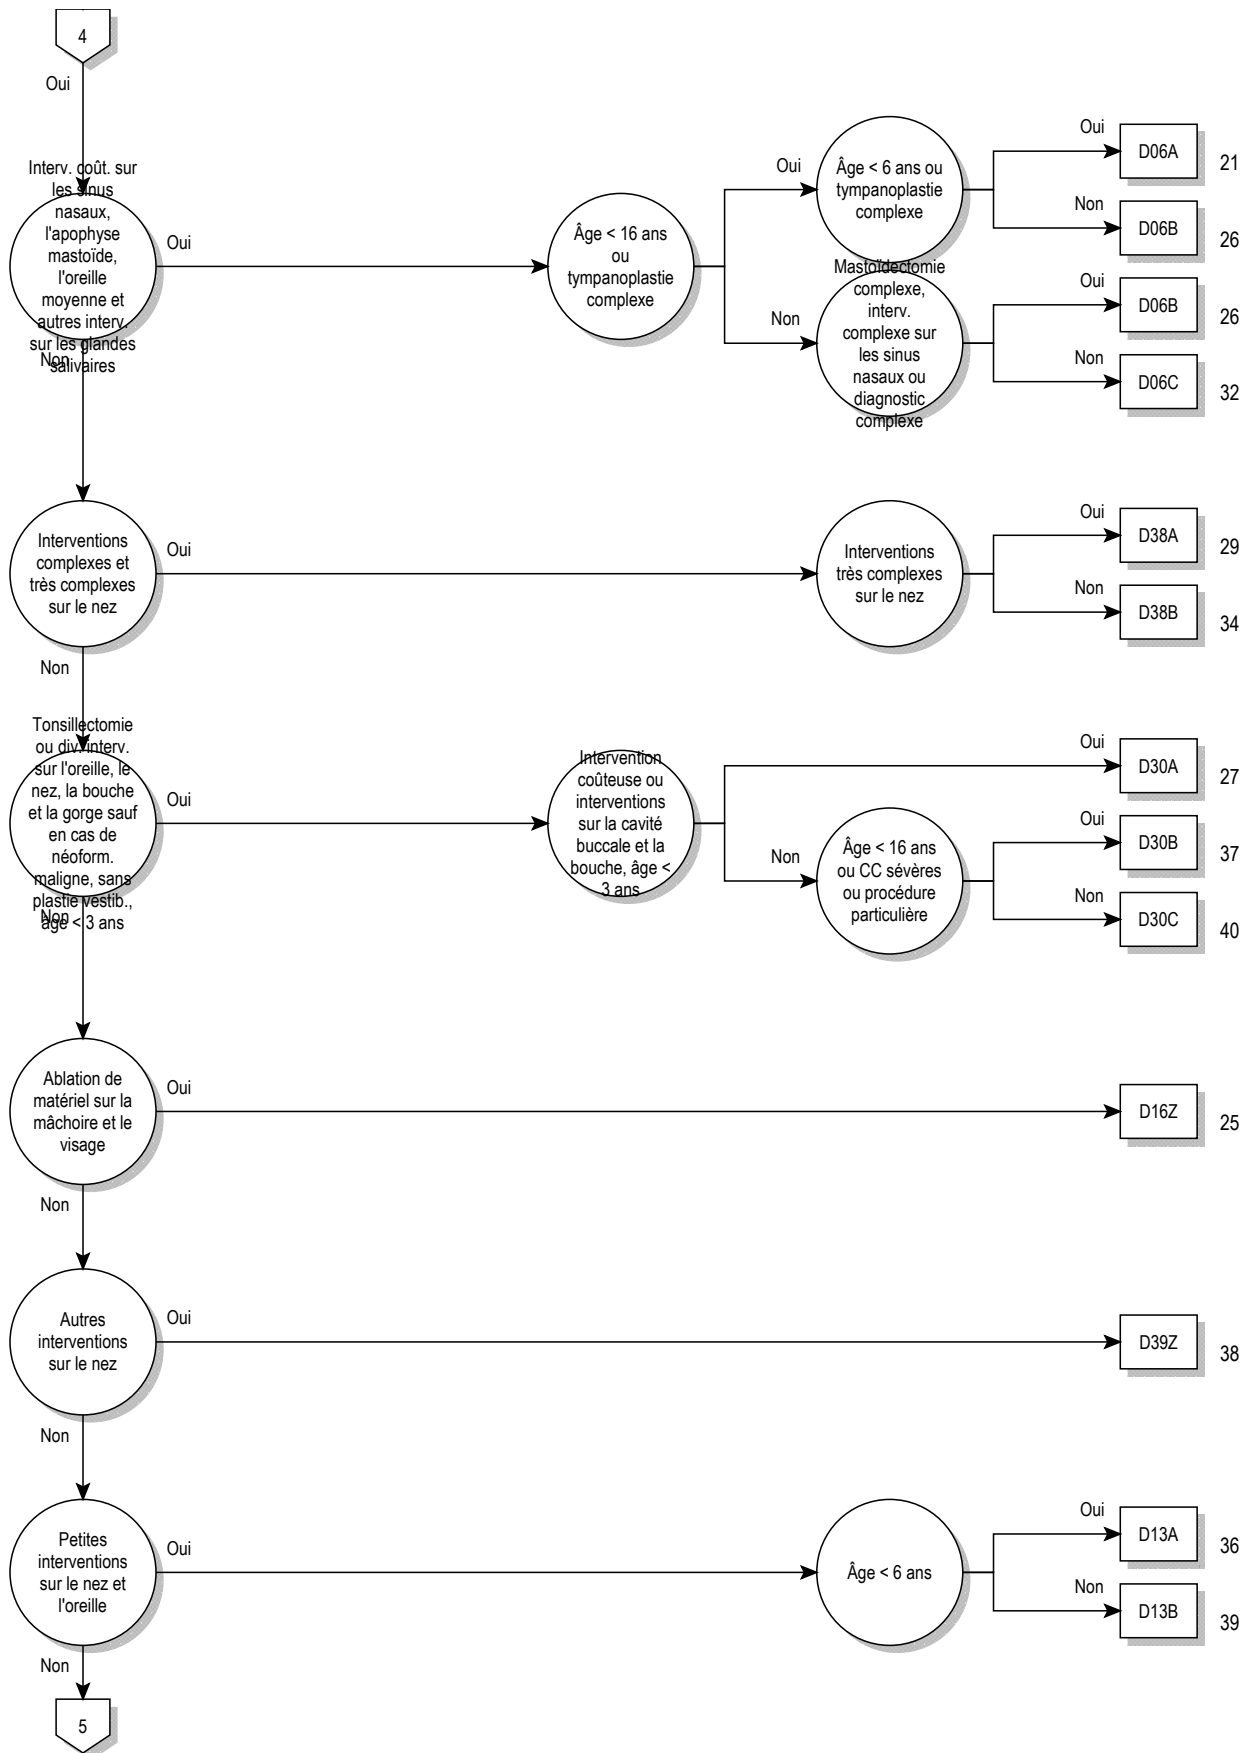 4
Oui
Interv. coût. sur
les sinus
nasaux,
l'apophyse
mastoïde,
l'oreille
moyenne et
autres interv.
sur les glandes
salivaires
Oui
Non
Âge < 16 ans
ou
tympanoplastie
complexe
Oui
Non
Âge < 6 ans ou
tympanoplastie
complexe
Oui
D06A
21
Non
D06B
26
Mastoïdectomie
complexe,
interv.
complexe sur
les sinus
nasaux ou
diagnostic
complexe
Oui
D06B
26
Non
D06C
32
Interventions
complexes et
très complexes
sur le nez
Oui
Non
Interventions
très complexes
sur le nez
Oui
D38A
29
Non
D38B
34
Tonsillectomie
ou div. interv.
sur l'oreille, le
nez, la bouche
et la gorge sauf
en cas de
néoform.
maligne, sans
plastie vestib.,
âge < 3 ans
Oui
Non
Intervention
coûteuse ou
interventions
sur la cavité
buccale et la
bouche, âge <
3 ans
Oui
D30A
27
Non
Âge < 16 ans
ou CC sévères
ou procédure
particulière
Oui
D30B
37
Non
D30C
40
Ablation de
matériel sur la
mâchoire et le
visage
Oui
D16Z
25
Non
Autres
interventions
sur le nez
Oui
D39Z
38
Non
Petites
interventions
sur le nez et
l'oreille
Oui
Âge < 6 ans
Oui
D13A
36
Non
D13B
39
Non
5